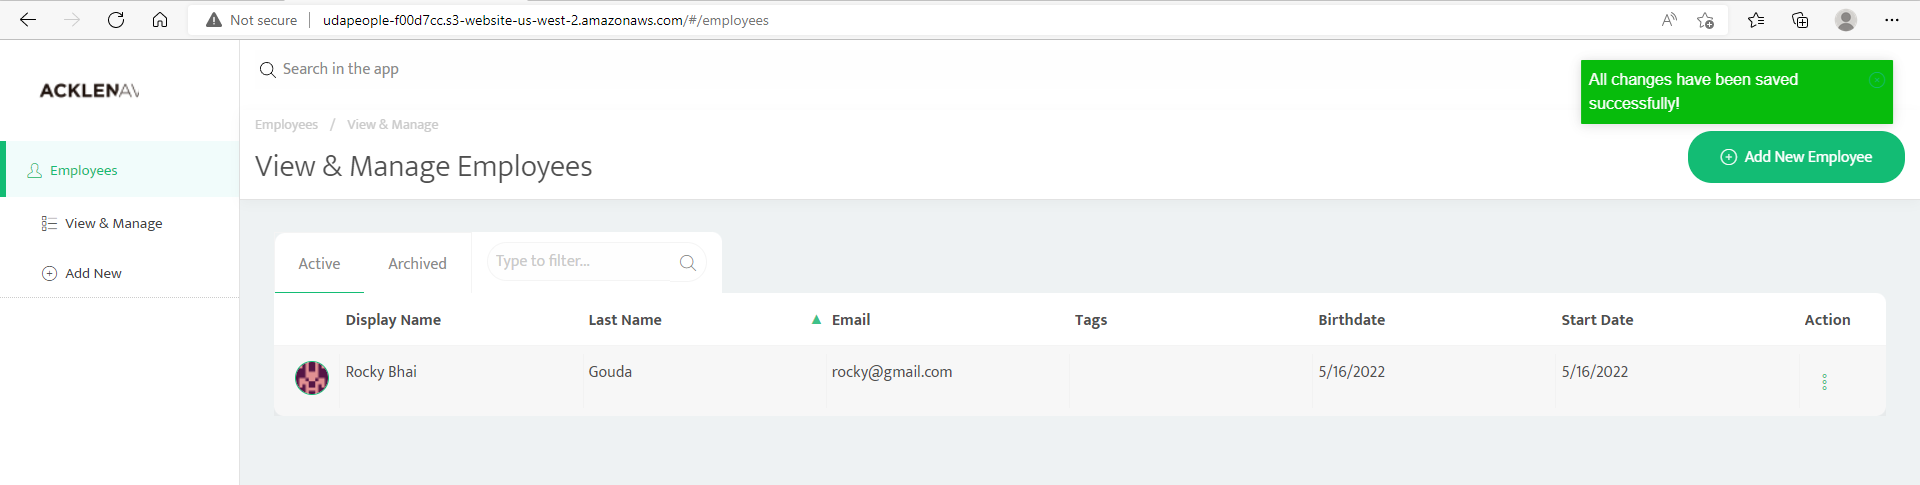 Not secure
udapeople-f00d7cc.s3-website-us-west-2.amazonaws.com/#/employees
ACKLENAV
Search in the app
All changes have been saved
successfully!
Employees / View & Manage
View & Manage Employees
Add New Employee
Employees
View & Manage
Add New
Active Archived Type to filter...
Display Name Last Name ▲ Email Tags Birthdate Start Date Action
Rocky Bhai Gouda rocky@gmail.com 5/16/2022 5/16/2022